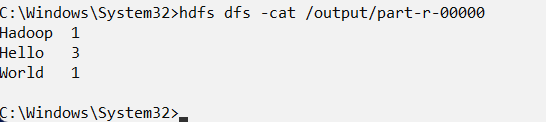 C:\Windows\System32>hdfs dfs -cat /output/part-r-00000
Hadoop  1
Hello   3
World   1
C:\Windows\System32>